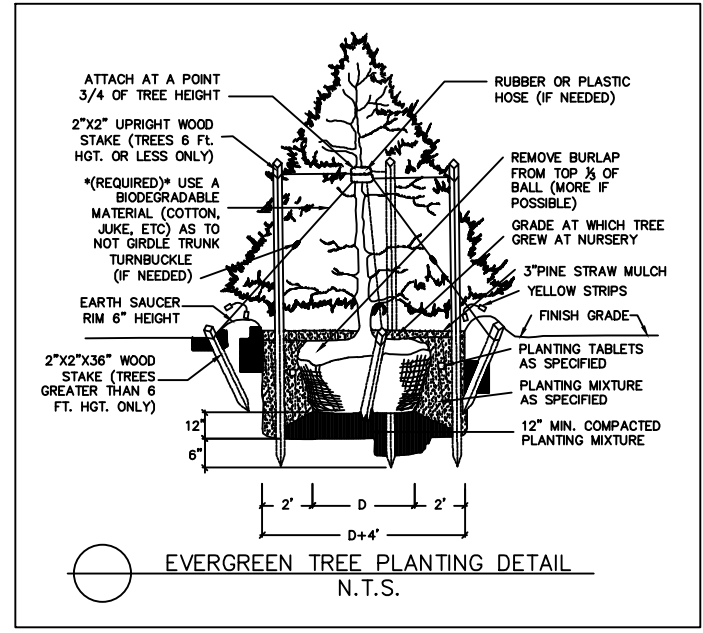 ATTACH AT A POINT
3/4 OF TREE HEIGHT
2"X2" UPRIGHT WOOD
STAKE (TREES 6 Ft.
HGT. OR LESS ONLY)
*(REQUIRED)* USE A
BIODEGRADABLE
MATERIAL (COTTON,
JUKE, ETC) AS TO
NOT GIRDLE TRUNK
TURNBUCKLE
(IF NEEDED)
EARTH SAUCER
RIM 6" HEIGHT
2"X2"X36" WOOD
STAKE (TREES
GREATER THAN 6
FT. HGT. ONLY)
12"
6"
RUBBER OR PLASTIC
HOSE (IF NEEDED)
REMOVE BURLAP
FROM TOP ⅓ OF
BALL (MORE IF
POSSIBLE)
GRADE AT WHICH TREE
GREW AT NURSERY
3"PINE STRAW MULCH
YELLOW STRIPS
FINISH GRADE
PLANTING TABLETS
AS SPECIFIED
PLANTING MIXTURE
AS SPECIFIED
12" MIN. COMPACTED
PLANTING MIXTURE
2' D 2'
D+4'
EVERGREEN TREE PLANTING DETAIL
N.T.S.